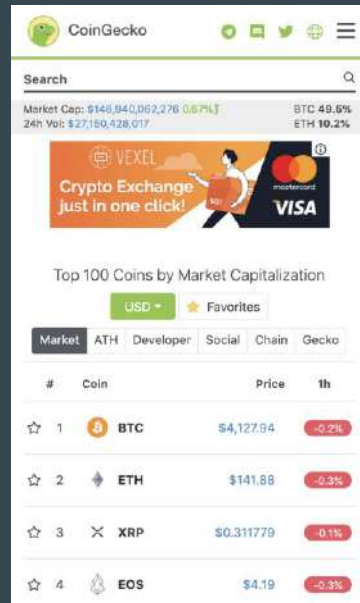 CoinGecko
Search
Market Cap: $146,940,062,276 0.67%
BTC 49.5%
24h Vol: $27,150,428,017
ETH 10.2%
VEXEL
Crypto Exchange
just in one click!
mastercard
VISA
Top 100 Coins by Market Capitalization
USD
Favorites
Market ATH Developer Social Chain Gecko
# Coin Price 1h
1 BTC $4,127.94 -0.2%
2 ETH $141.88 -0.3%
3 XRP $0.311779 -0.1%
4 EOS $4.19 -0.3%